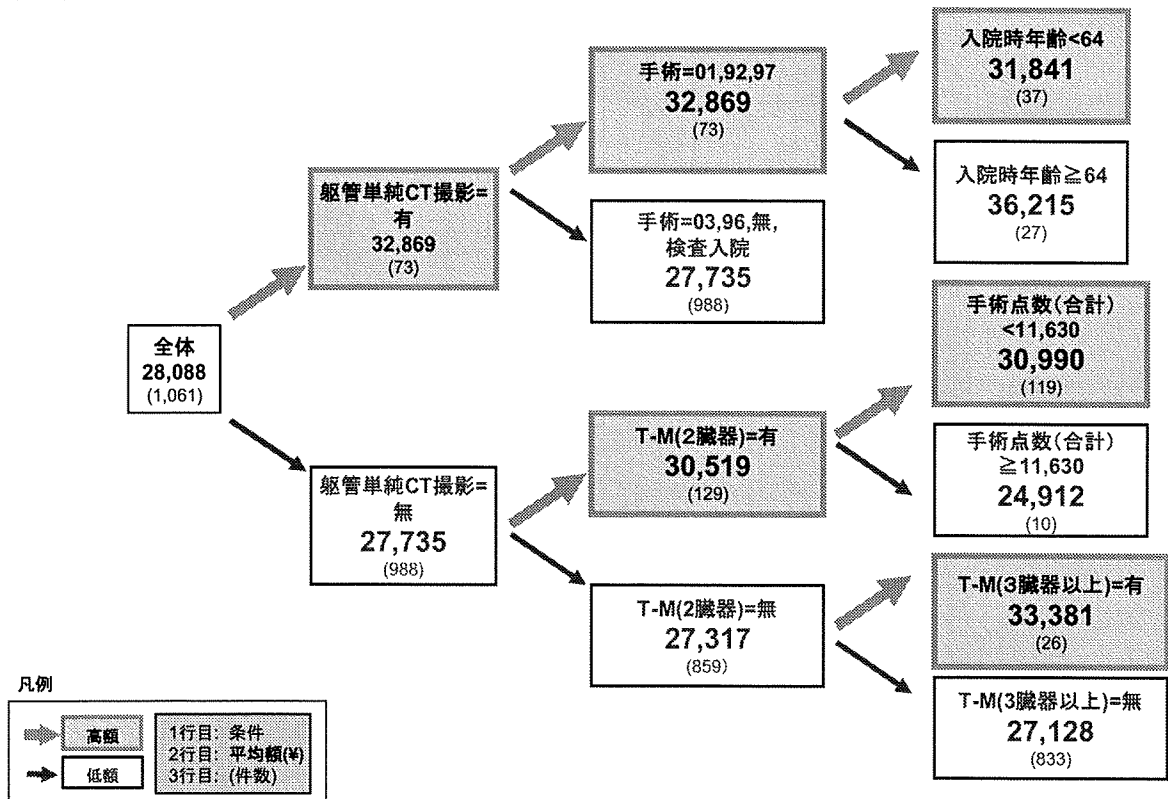 全体
28,088
(1,061)
躯管単純CT撮影=
有
32,869
(73)
躯管単純CT撮影=
無
27,735
(988)
手術=01,92,97
32,869
(73)
手術=03,96,無,
検査入院
27,735
(988)
T-M(2臓器)=有
30,519
(129)
T-M(2臓器)=無
27,317
(859)
入院時年齢<64
31,841
(37)
入院時年齢≧64
36,215
(27)
手術点数(合計)
<11,630
30,990
(119)
手術点数(合計)
≧11,630
24,912
(10)
T-M(3臓器以上)=有
33,381
(26)
T-M(3臓器以上)=無
27,128
(833)
凡例
高額
低額
1行目: 条件
2行目: 平均額(¥)
3行目: (件数)